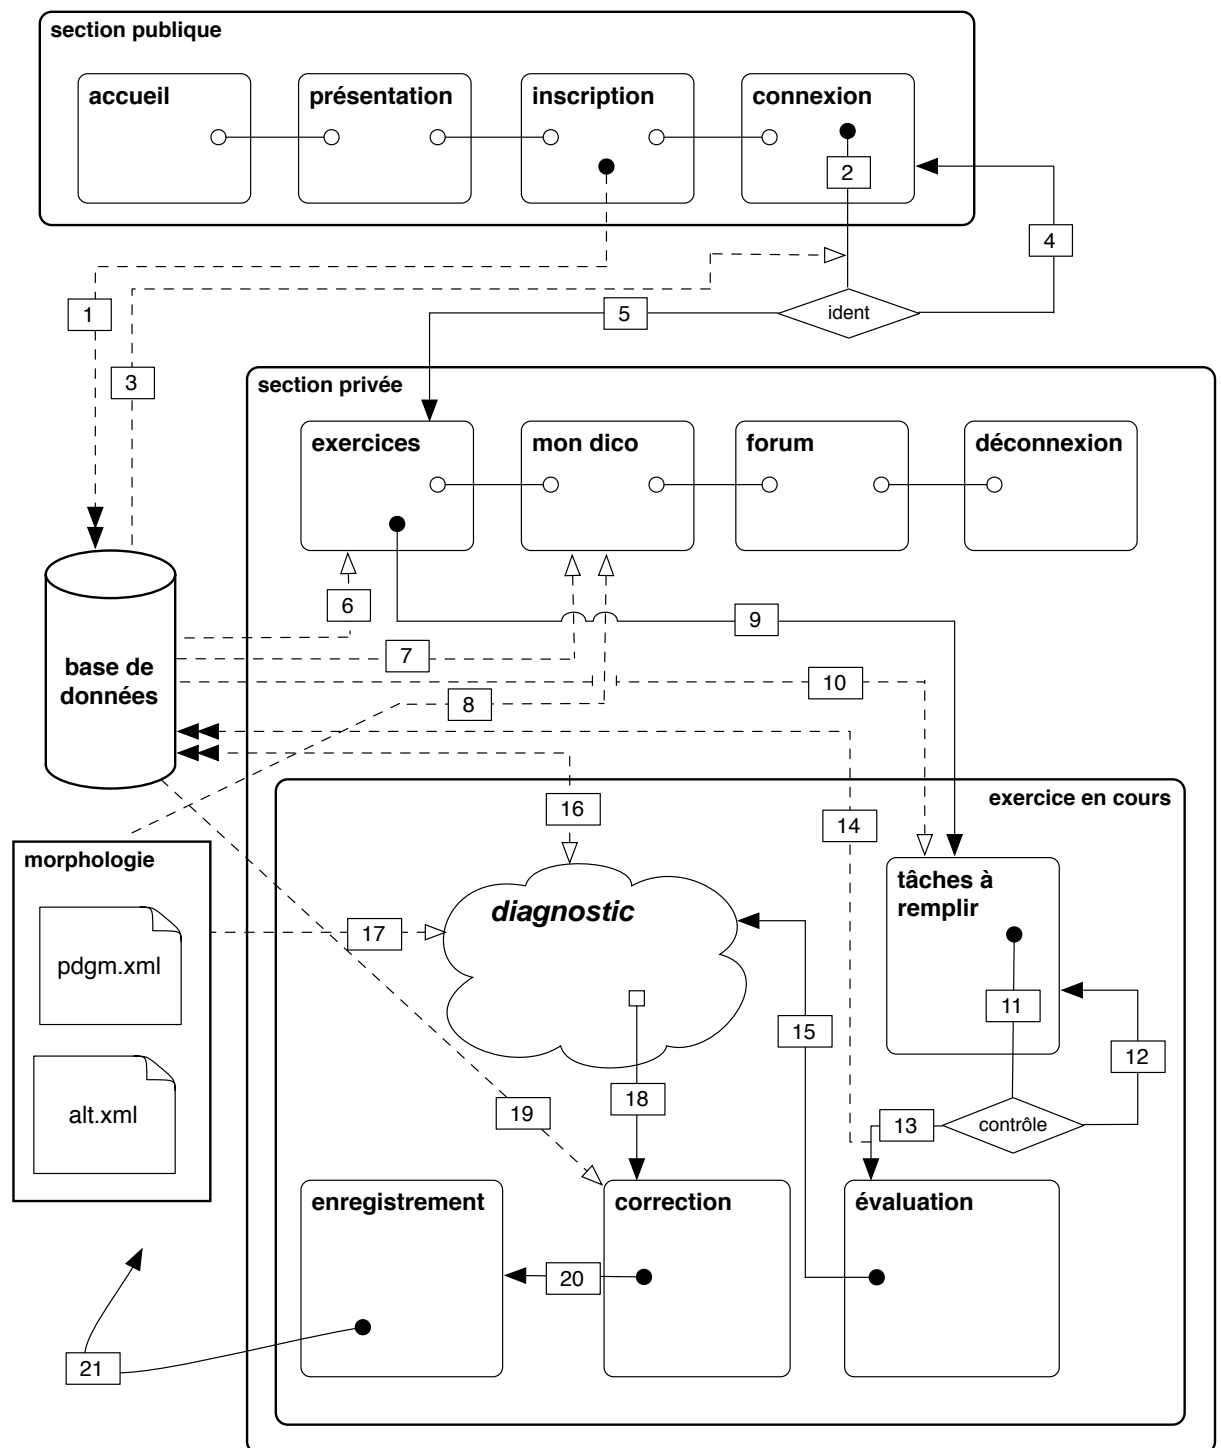 section publique
accueil
présentation
inscription
connexion
2
4
1
5
ident
3
section privée
exercices
mon dico
forum
déconnexion
6
9
7
base de
données
10
8
16
exercice en cours
14
morphologie
tâches à
remplir
diagnostic
17
pdgm.xml
11
15
12
18
alt.xml
19
13
contrôle
enregistrement
correction
évaluation
20
21